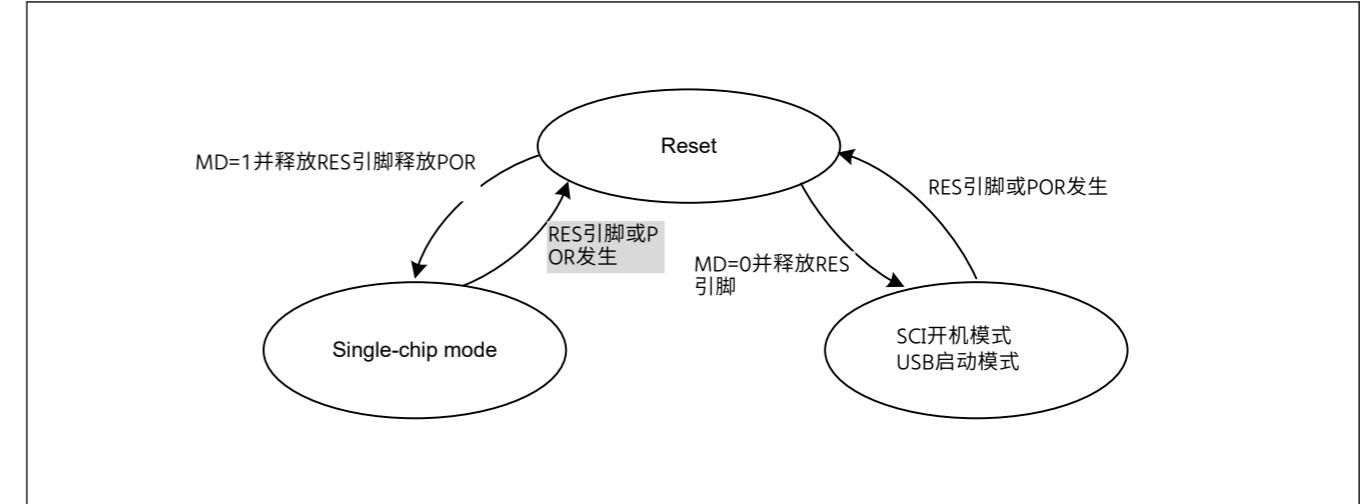 Reset
MD=1并释放RES引脚释放POR
RES引脚或POR发生
RES引脚或P
OR发生
MD=0并释放RES
引脚
Single-chip mode
SCI开机模式
USB启动模式